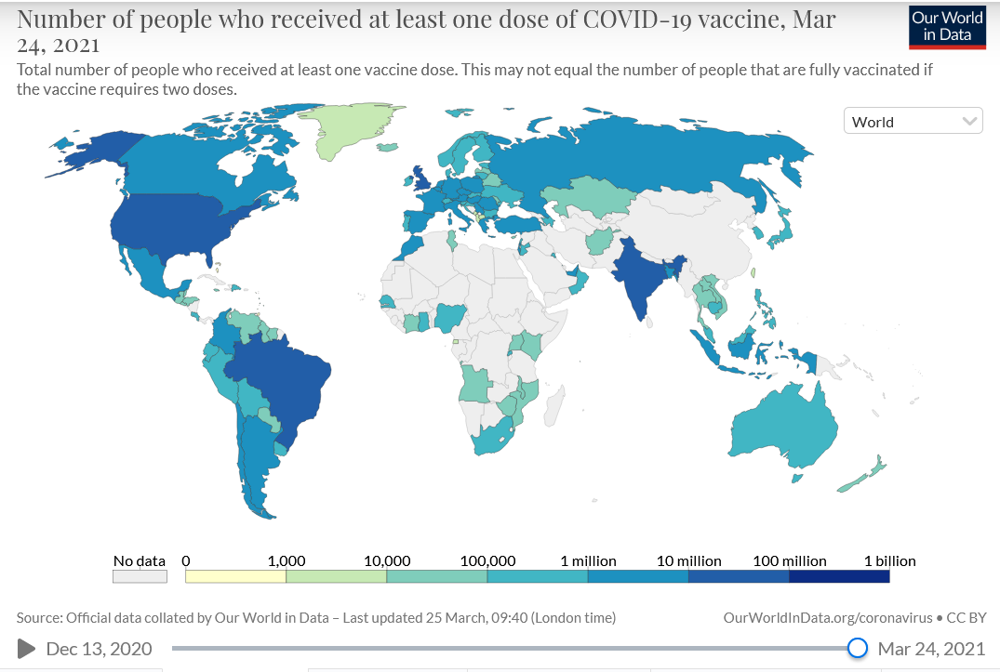 Number of people who received at least one dose of COVID-19 vaccine, Mar
24, 2021
Our World
in Data
Total number of people who received at least one vaccine dose. This may not equal the number of people that are fully vaccinated if
the vaccine requires two doses.
World
No data 0 1,000 10,000 100,000 1 million 10 million 100 million 1 billion
Source: Official data collated by Our World in Data – Last updated 25 March, 09:40 (London time)
OurWorldInData.org/coronavirus • CC BY
Dec 13, 2020
Mar 24, 2021